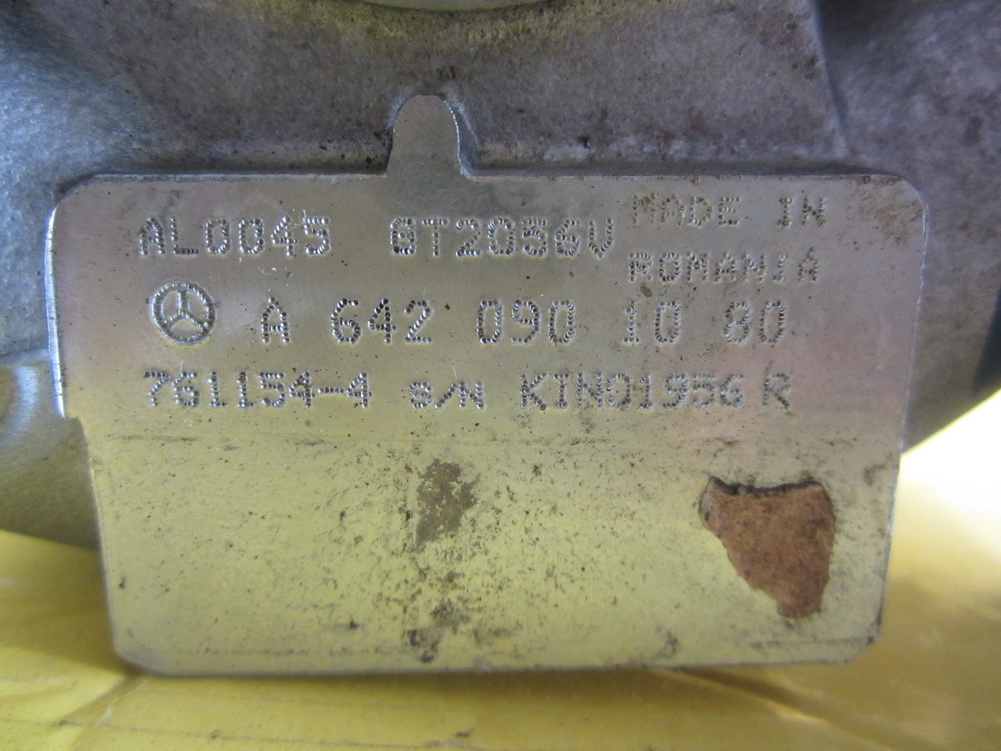 AL0045 GT2056V MADE IN
ROMANIA
A 642 090 10 80
761154-4 S/N KIN01956 R